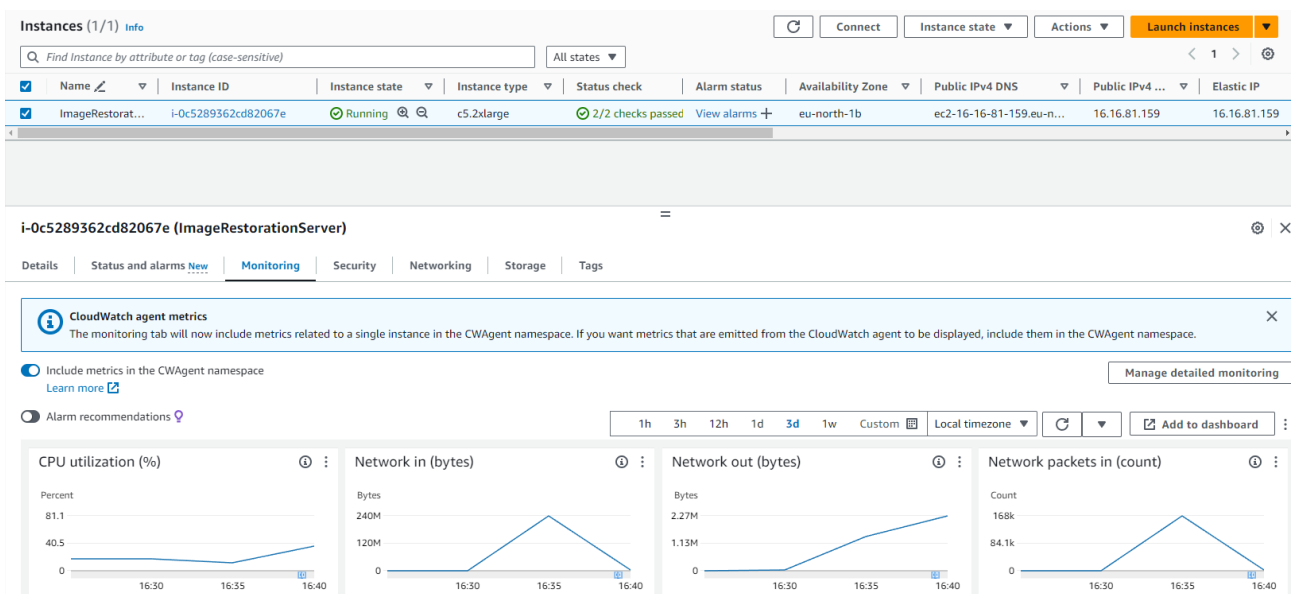 Instances (1/1) Info
Connect
Instance state
Actions
Launch instances
Find Instance by attribute or tag (case-sensitive)
All states
1
Name
Instance ID
Instance state
Instance type
Status check
Alarm status
Availability Zone
Public IPv4 DNS
Public IPv4 ...
Elastic IP
ImageRestorat...
i-0c5289362cd82067e
Running
c5.2xlarge
2/2 checks passed
View alarms
eu-north-1b
ec2-16-16-81-159.eu-n...
16.16.81.159
16.16.81.159
i-0c5289362cd82067e (ImageRestorationServer)
Details
Status and alarms New
Monitoring
Security
Networking
Storage
Tags
CloudWatch agent metrics
The monitoring tab will now include metrics related to a single instance in the CWAgent namespace. If you want metrics that are emitted from the CloudWatch agent to be displayed, include them in the CWAgent namespace.
Include metrics in the CWAgent namespace
Learn more
Manage detailed monitoring
Alarm recommendations
1h
3h
12h
1d
3d
1w
Custom
Local timezone
Add to dashboard
CPU utilization (%)
Percent
81.1
40.5
0
16:30
16:35
16:40
Network in (bytes)
Bytes
240M
120M
0
16:30
16:35
16:40
Network out (bytes)
Bytes
2.27M
1.13M
0
16:30
16:35
16:40
Network packets in (count)
Count
168k
84.1k
0
16:30
16:35
16:40